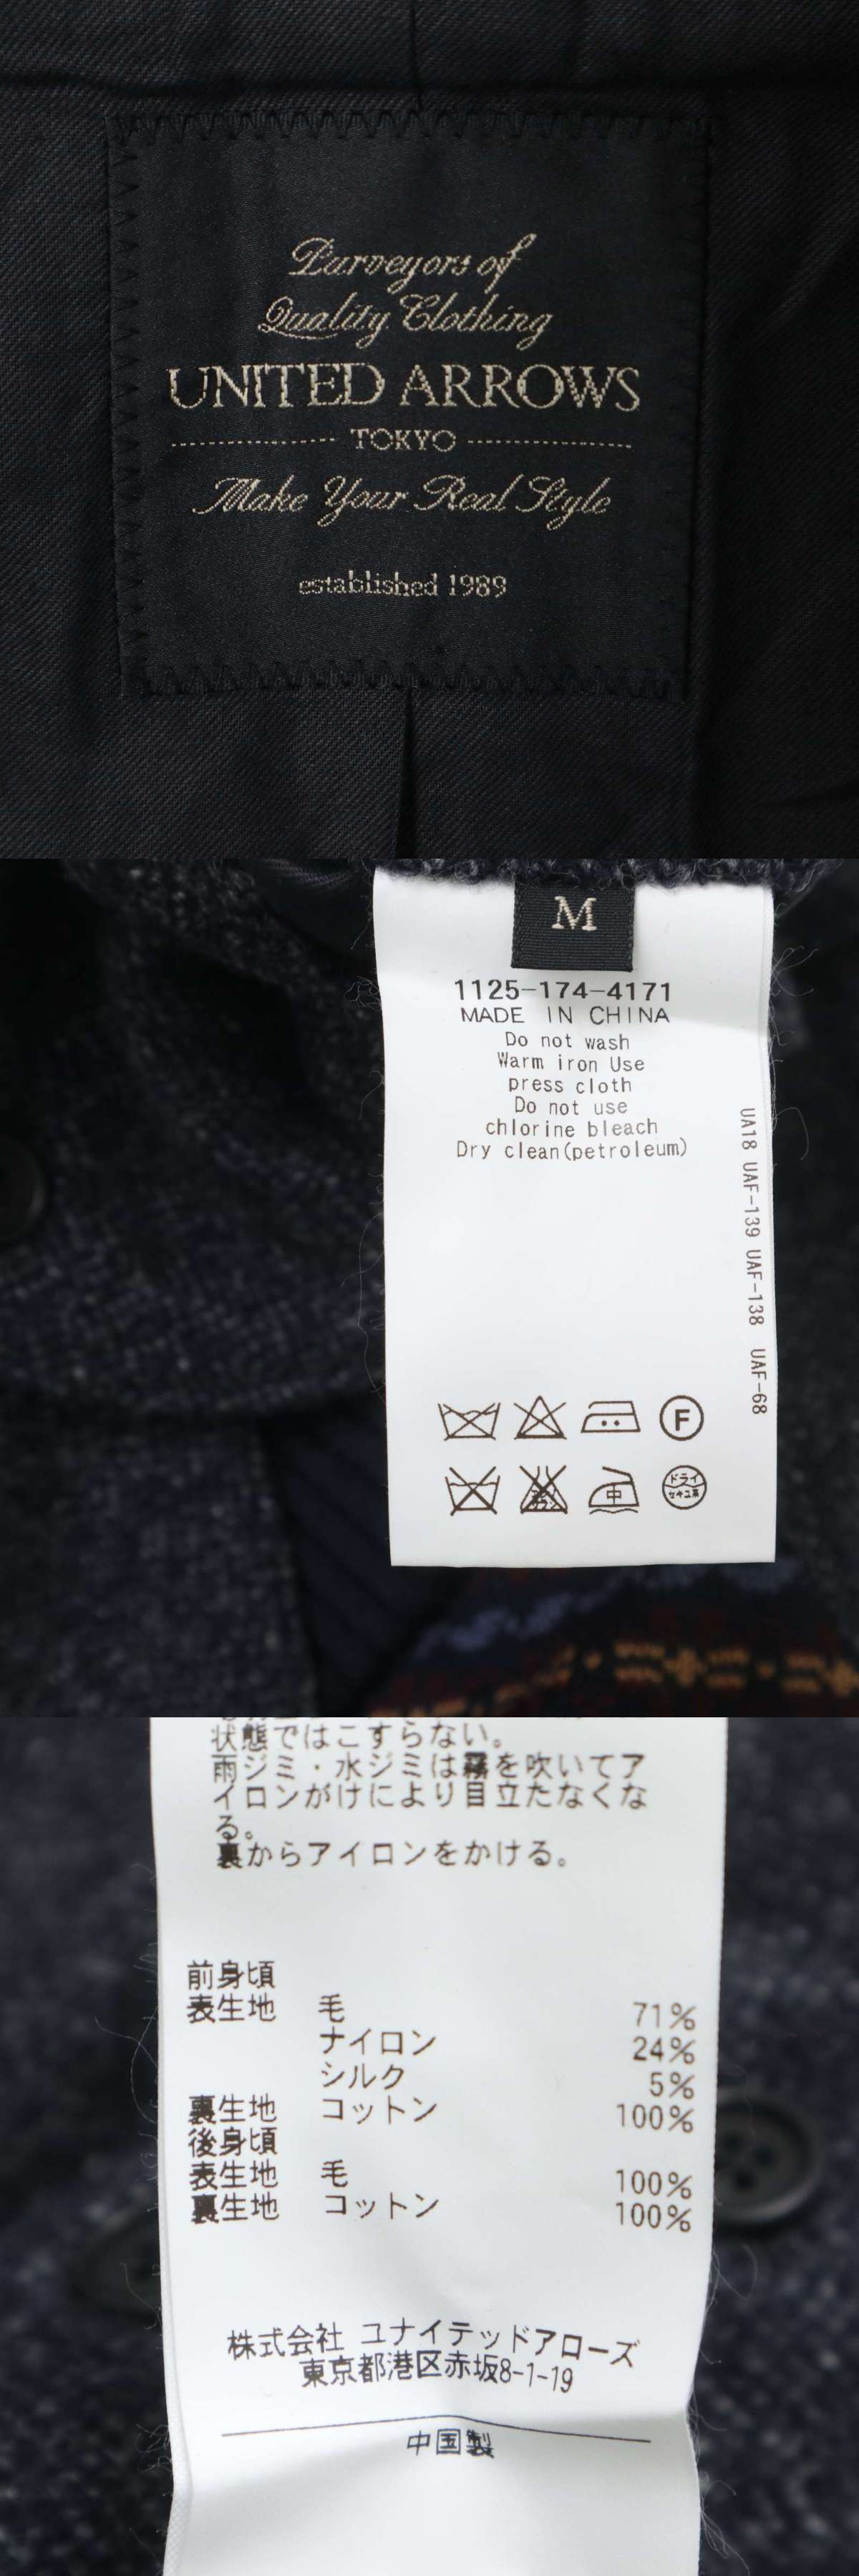 Purveyors of
Quality Clothing
UNITED ARROWS
TOKYO
Make Your Real Style
established 1989
M
1125-174-4171
MADE IN CHINA
Do not wash
Warm iron Use
press cloth
Do not use
chlorine bleach
Dry clean(petroleum)
UA18 UAF-139 UAF-138 UAF-68
F
中
ドライ
セキユ系
状態ではこすらない。
雨ジミ・水ジミは霧を吹いてア
イロンがけにより目立たなくな
る。
裏からアイロンをかける。
前身頃
表生地 毛 71%
ナイロン 24%
シルク 5%
裏生地 コットン 100%
後身頃
表生地 毛 100%
裏生地 コットン 100%
株式会社 ユナイテッドアローズ
東京都港区赤坂8-1-19
中国製